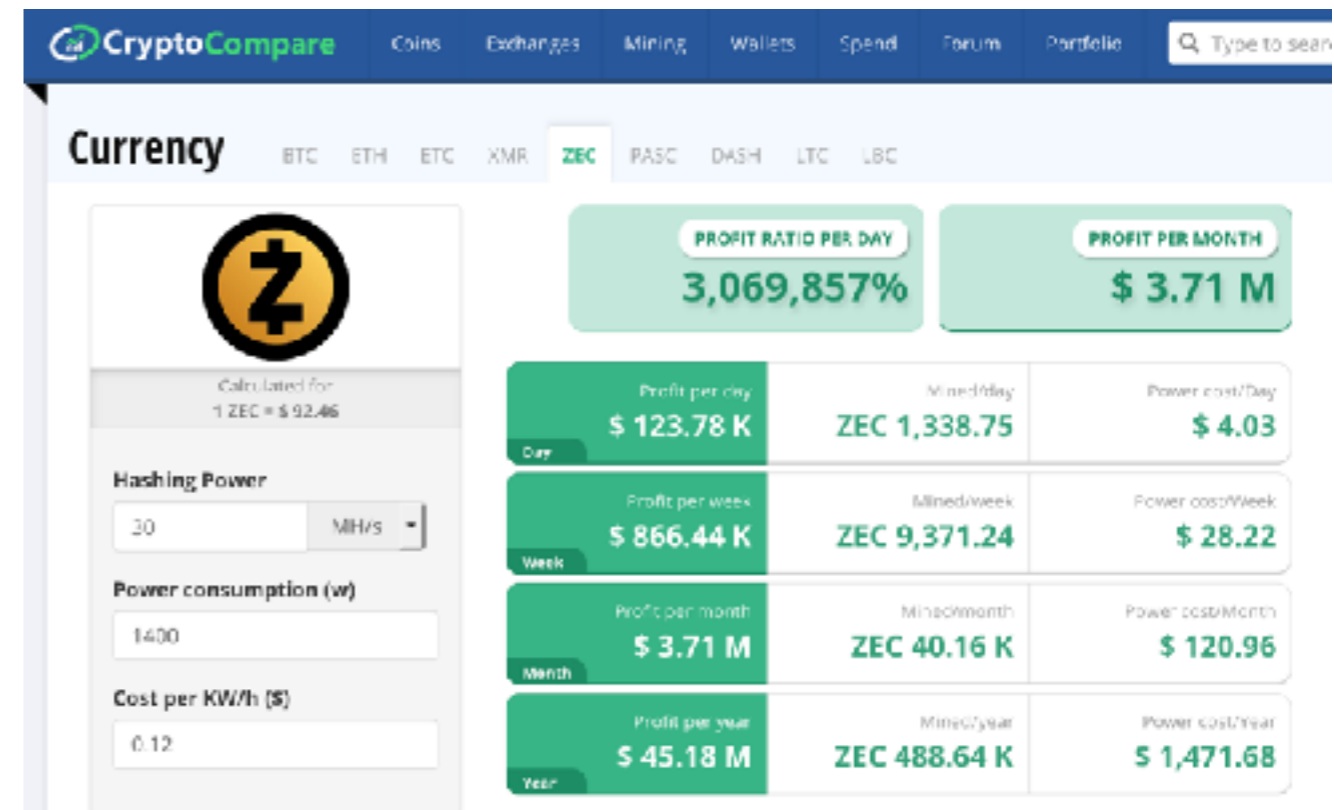 CryptoCompare Coins Exchanges Mining Wallets Spend Forum Portfolio Type to sear
Currency BTC ETH ETC XMR ZEC PASC DASH LTC LBC
Calculated for
1 ZEC = $ 92.46
Hashing Power
30 MH/s
Power consumption (w)
1400
Cost per KW/h ($)
0.12
PROFIT RATIO PER DAY
3,069,857%
PROFIT PER MONTH
$ 3.71 M
Profit per day Mined/day Power cost/Day
$ 123.78 K ZEC 1,338.75 $ 4.03
Day
Profit per week Mined/week Power cost/Week
$ 866.44 K ZEC 9,371.24 $ 28.22
Week
Profit per month Mined/month Power cost/Month
$ 3.71 M ZEC 40.16 K $ 120.96
Month
Profit per year Mined/year Power cost/Year
$ 45.18 M ZEC 488.64 K $ 1,471.68
Year